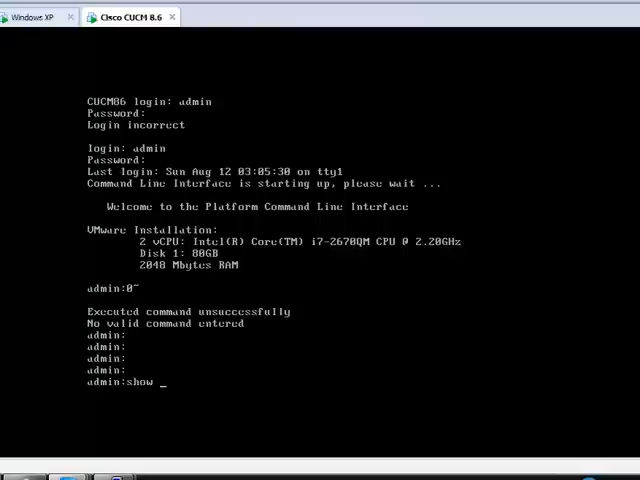 Windows XP
Cisco CUCM 8.6
CUCM86 login: admin
Password:
Login incorrect
login: admin
Password:
Last login: Sun Aug 12 03:05:30 on tty1
Command Line Interface is starting up, please wait ...
Welcome to the Platform Command Line Interface
VMware Installation:
2 vCPU: Intel(R) Core(TM) i7-2670QM CPU @ 2.20GHz
Disk 1: 80GB
2048 Mbytes RAM
admin:0~
Executed command unsuccessfully
No valid command entered
admin:
admin:
admin:
admin:
admin:show _